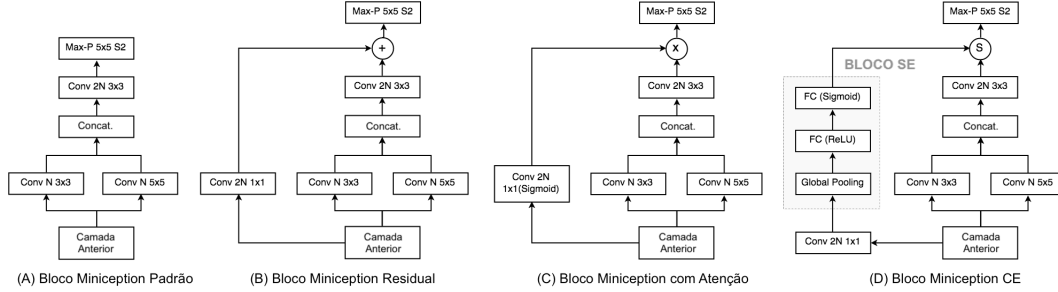 Max-P 5x5 S2
Conv 2N 3x3
Concat.
Conv N 3x3
Conv N 5x5
Camada
Anterior
(A) Bloco Miniception Padrão
Max-P 5x5 S2
+
Conv 2N 3x3
Concat.
Conv 2N 1x1
Conv N 3x3
Conv N 5x5
Camada
Anterior
(B) Bloco Miniception Residual
Max-P 5x5 S2
X
Conv 2N 3x3
Concat.
Conv 2N
1x1(Sigmoid)
Conv N 3x3
Conv N 5x5
Camada
Anterior
(C) Bloco Miniception com Atenção
Max-P 5x5 S2
S
BLOCO SE
FC (Sigmoid)
Conv 2N 3x3
Concat.
FC (ReLU)
Global Pooling
Conv N 3x3
Conv N 5x5
Conv 2N 1x1
Camada
Anterior
(D) Bloco Miniception CE